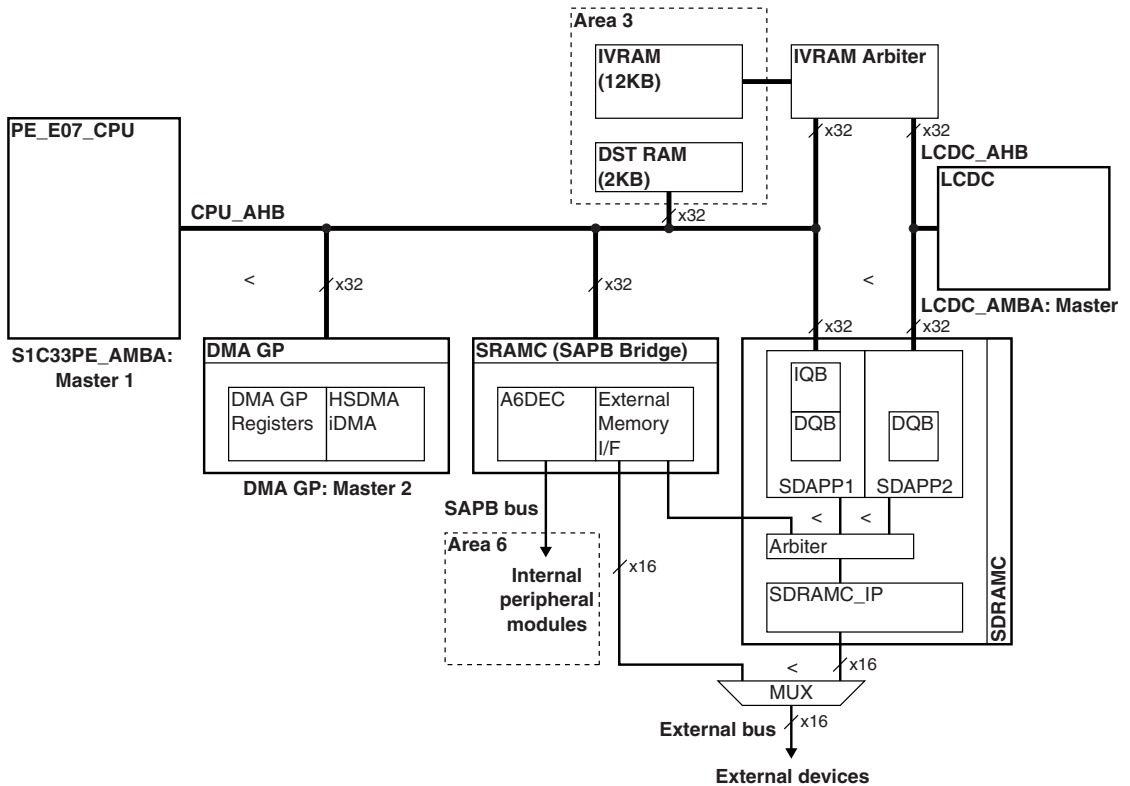 Area 3
IVRAM
(12KB)
IVRAM Arbiter
PE_E07_CPU
x32
x32
DST RAM
(2KB)
LCDC_AHB
LCDC
CPU_AHB
x32
<
x32
x32
<
LCDC_AMBA: Master
x32
x32
S1C33PE_AMBA:
Master 1
DMA GP
SRAMC (SAPB Bridge)
DMA GP
Registers
HSDMA
iDMA
A6DEC
External
Memory
I/F
IQB
DQB
DQB
SDAPP1
SDAPP2
DMA GP: Master 2
SAPB bus
<
<
Area 6
Arbiter
Internal
peripheral
modules
x16
SDRAMC_IP
SDRAMC
<
x16
MUX
External bus
x16
External devices